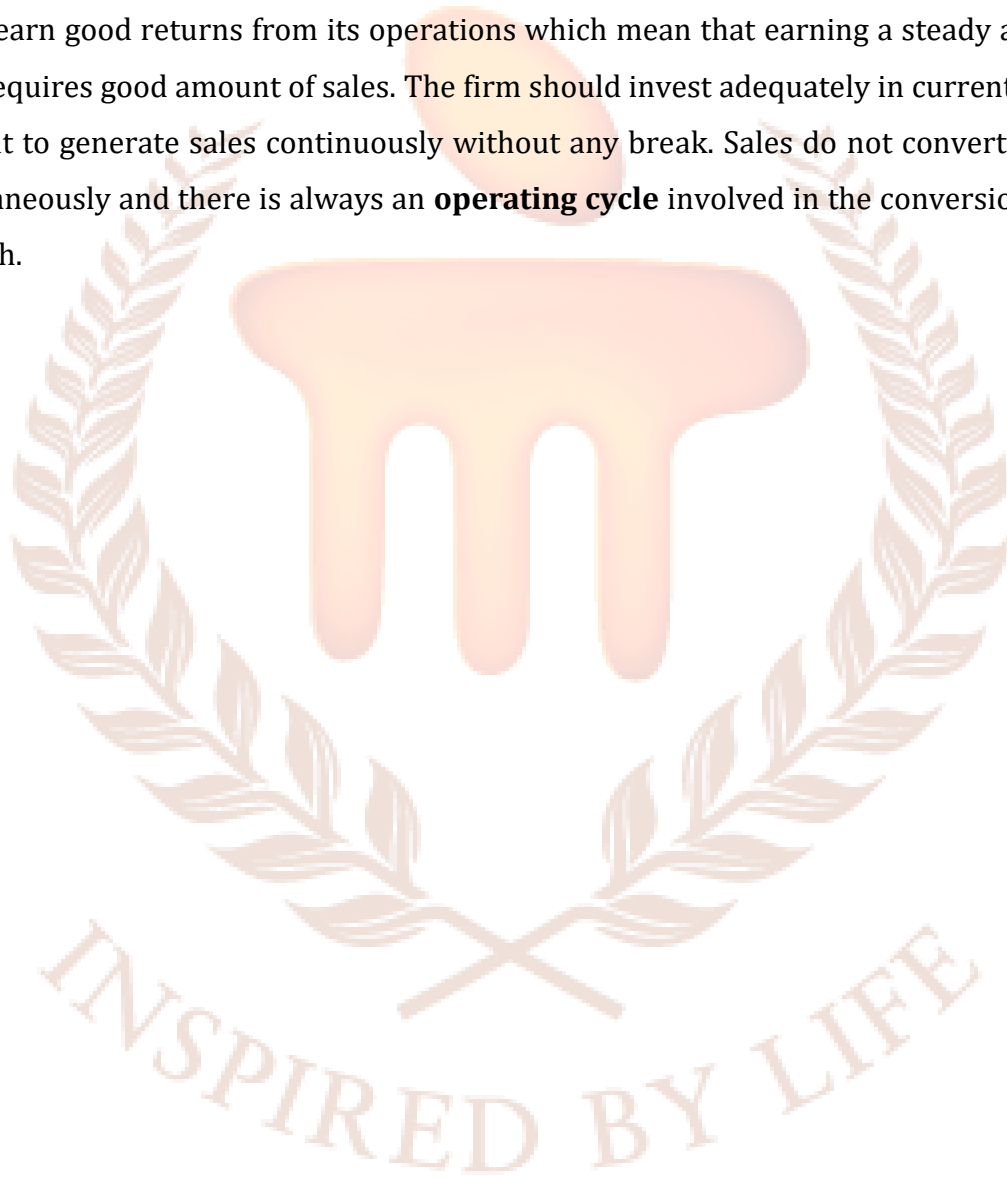 earn good returns from its operations which mean that earning a steady a
equires good amount of sales. The firm should invest adequately in current
t to generate sales continuously without any break. Sales do not convert
neously and there is always an operating cycle involved in the conversio
h.
INSPIRED BY LIFE